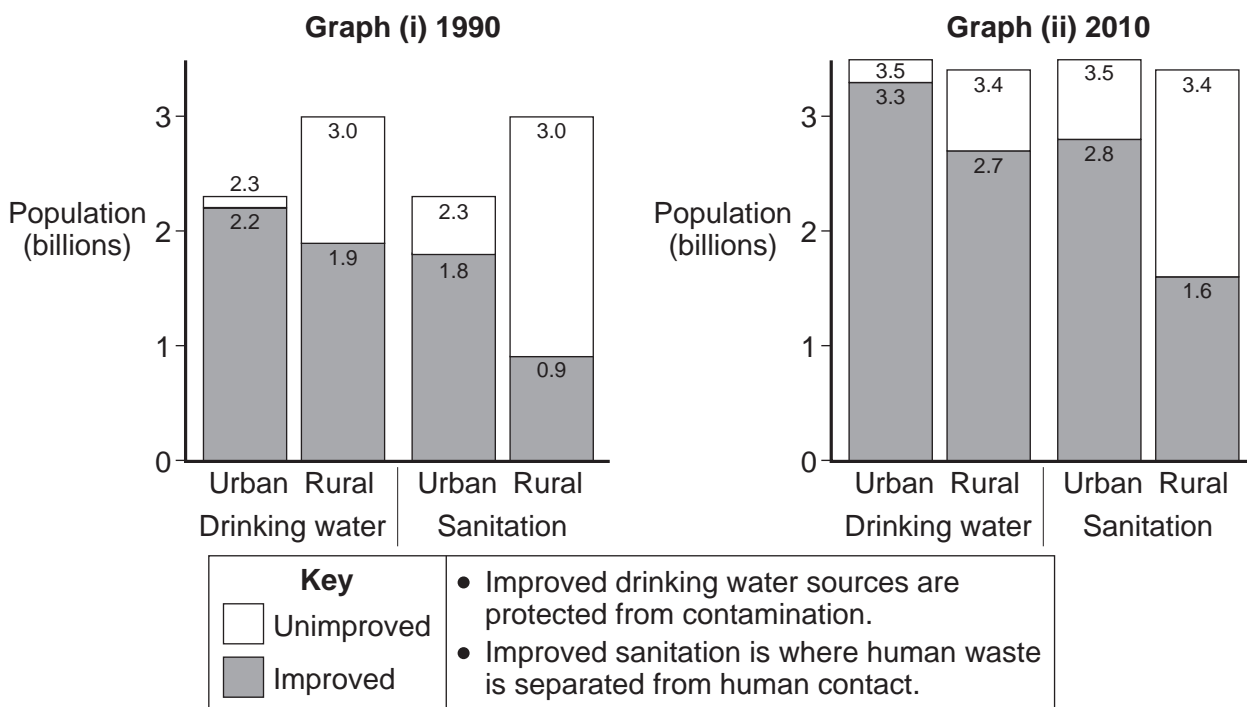 Graph (i) 1990
Population
(billions)
3
2
1
0
2.3
2.2
3.0
1.9
2.3
1.8
3.0
0.9
Urban Rural Urban Rural
Drinking water Sanitation
Graph (ii) 2010
Population
(billions)
3
2
1
0
3.5
3.3
3.4
2.7
3.5
2.8
3.4
1.6
Urban Rural Urban Rural
Drinking water Sanitation
Key
Unimproved
Improved
• Improved drinking water sources are
protected from contamination.
• Improved sanitation is where human waste
is separated from human contact.